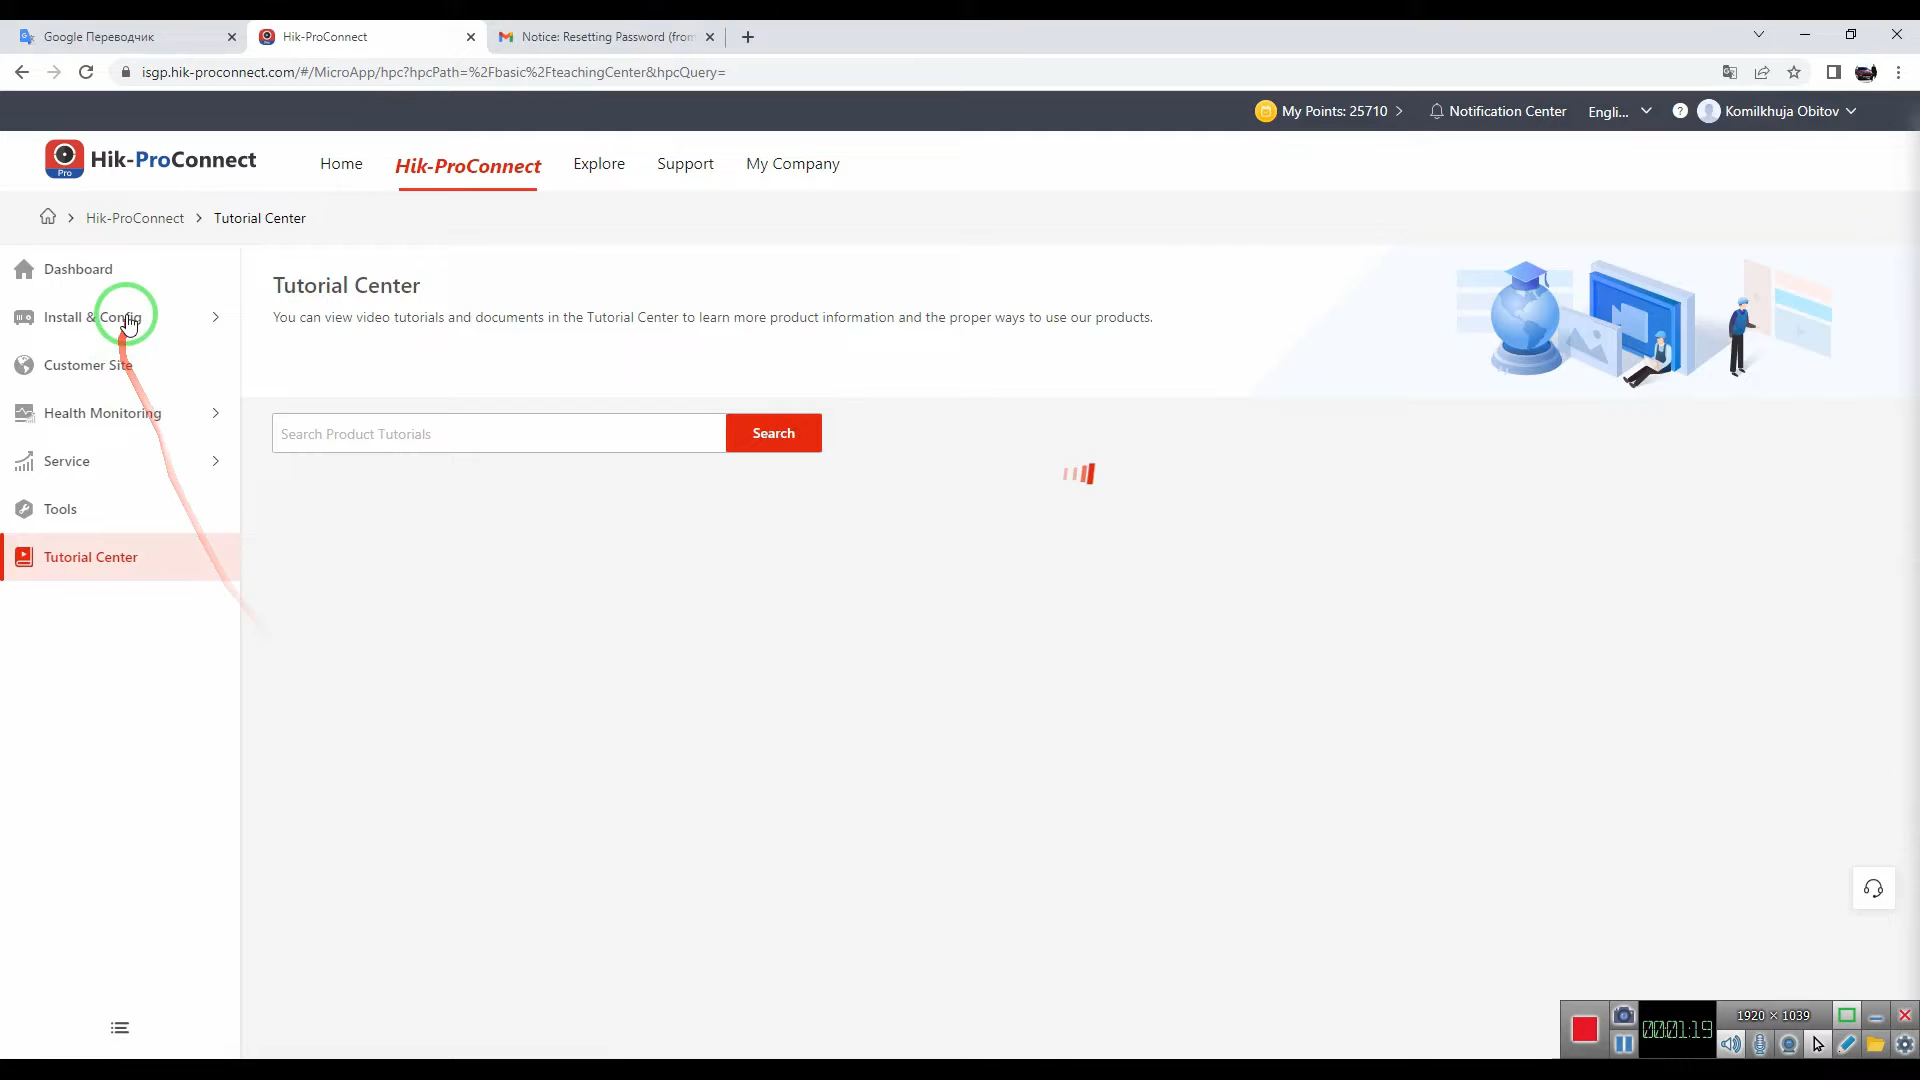 Google Переводчик
Hik-ProConnect
Notice: Resetting Password (from
isgp.hik-proconnect.com/#/MicroApp/hpc?hpcPath=%2Fbasic%2FteachingCenter&hpcQuery=
My Points: 25710
Notification Center
Engli...
Komilkhuja Obitov
Pro
Hik-ProConnect
Home
Hik-ProConnect
Explore
Support
My Company
Hik-ProConnect
Tutorial Center
Dashboard
Install & Config
Customer Site
Health Monitoring
Service
Tools
Tutorial Center
Tutorial Center
You can view video tutorials and documents in the Tutorial Center to learn more product information and the proper ways to use our products.
Search Product Tutorials
Search
00:01:19
1920 × 1039